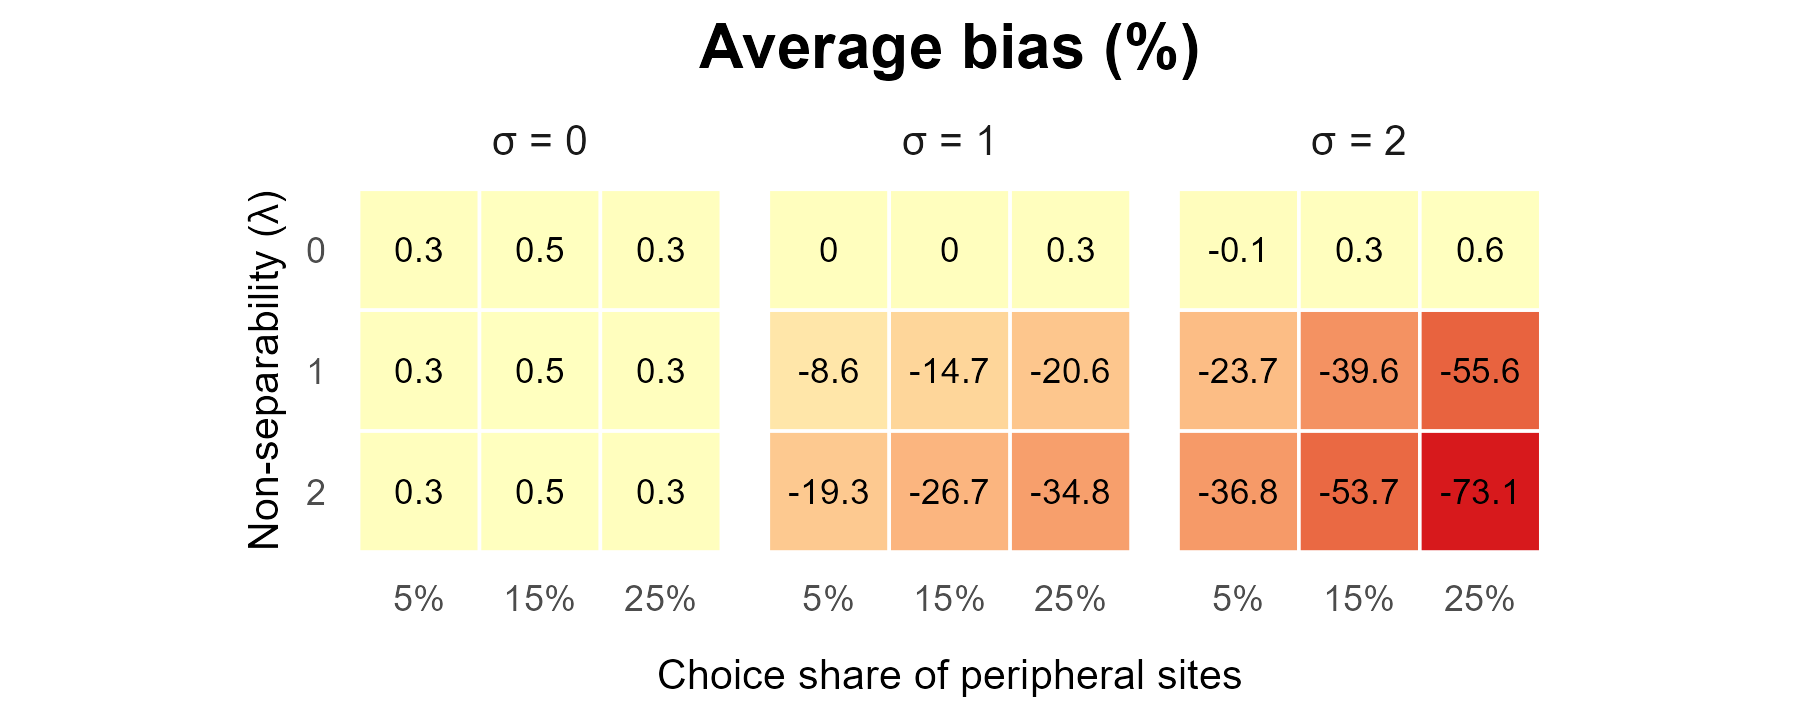 Average bias (%)
σ = 0 σ = 1 σ = 2
Non-separability (λ)
0 0.3 0.5 0.3 0 0 0.3 -0.1 0.3 0.6
1 0.3 0.5 0.3 -8.6 -14.7 -20.6 -23.7 -39.6 -55.6
2 0.3 0.5 0.3 -19.3 -26.7 -34.8 -36.8 -53.7 -73.1
5% 15% 25% 5% 15% 25% 5% 15% 25%
Choice share of peripheral sites